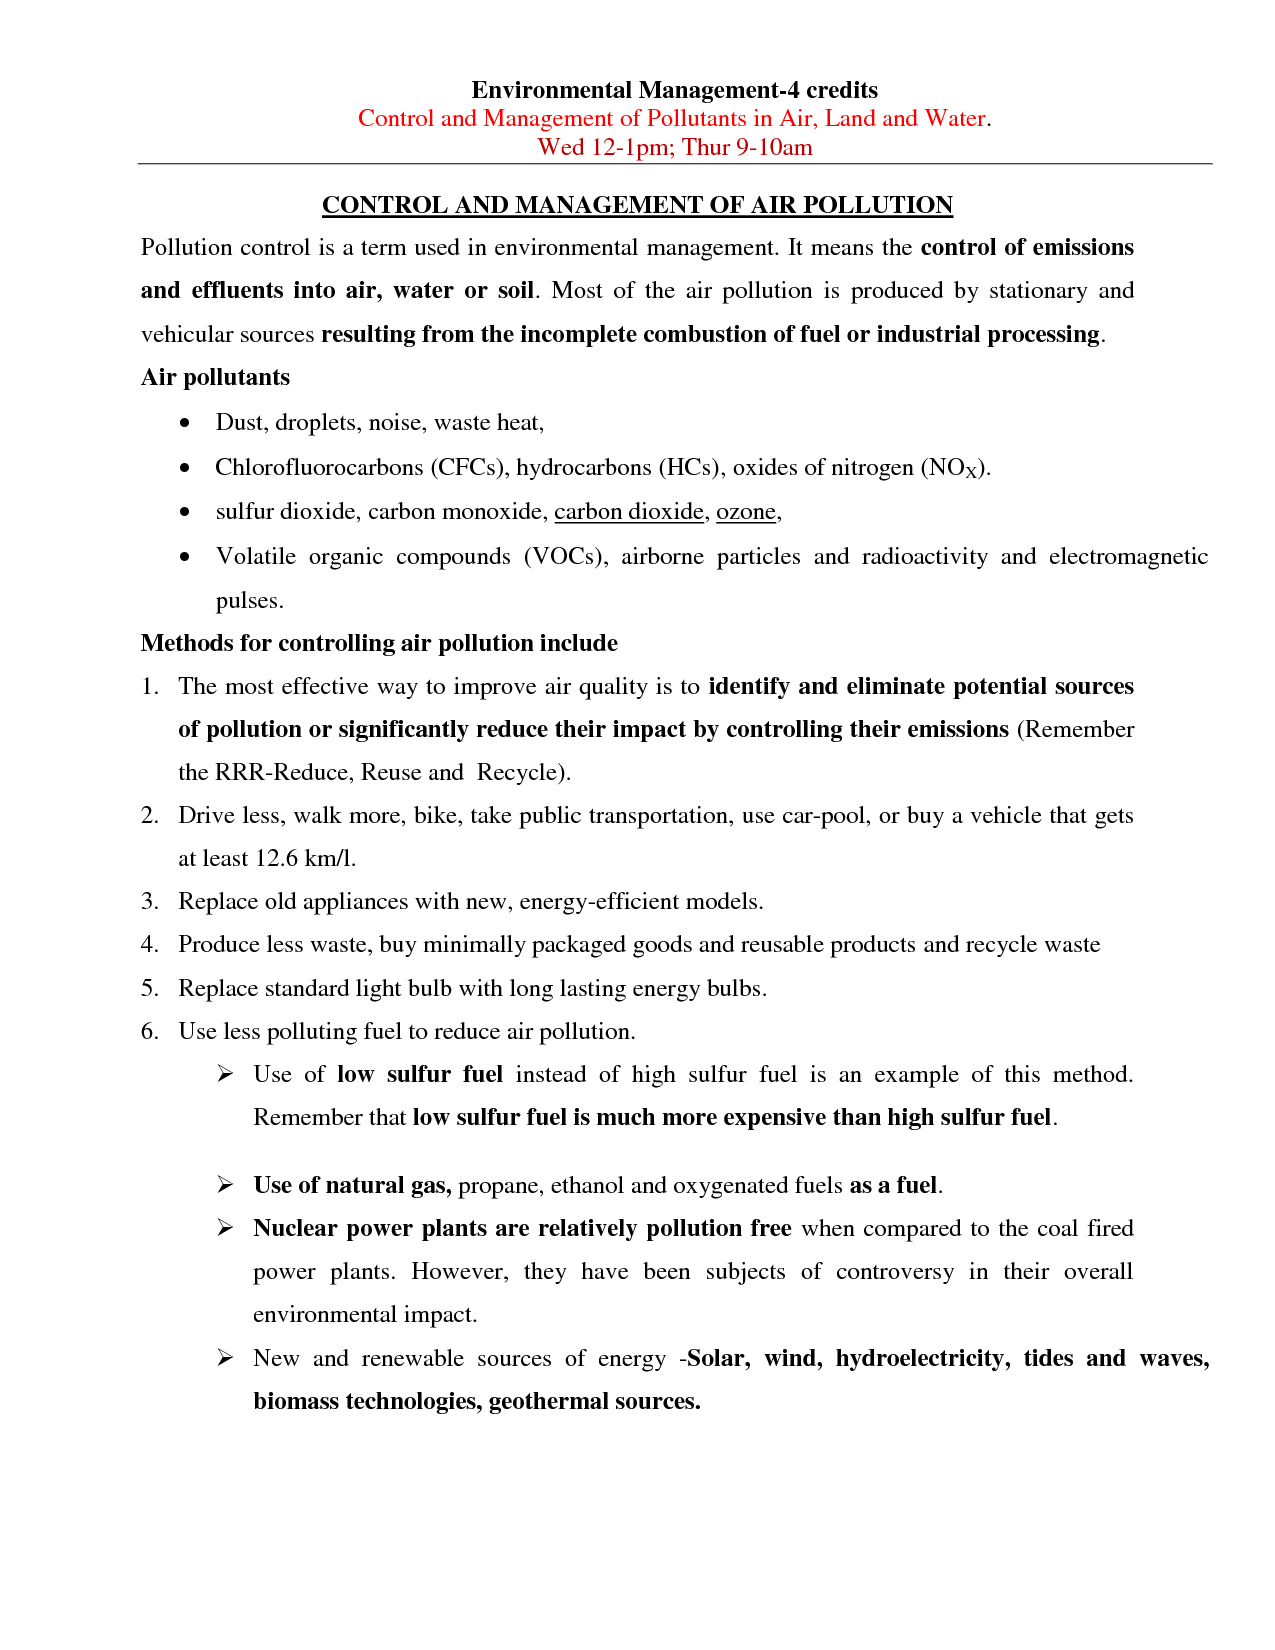 Environmental Management-4 credits
Control and Management of Pollutants in Air, Land and Water.
Wed 12-1pm; Thur 9-10am
CONTROL AND MANAGEMENT OF AIR POLLUTION
Pollution control is a term used in environmental management. It means the control of emissions
and effluents into air, water or soil. Most of the air pollution is produced by stationary and
vehicular sources resulting from the incomplete combustion of fuel or industrial processing.
Air pollutants
• Dust, droplets, noise, waste heat,
• Chlorofluorocarbons (CFCs), hydrocarbons (HCs), oxides of nitrogen (NOX).
• sulfur dioxide, carbon monoxide, carbon dioxide, ozone,
• Volatile organic compounds (VOCs), airborne particles and radioactivity and electromagnetic
pulses.
Methods for controlling air pollution include
1. The most effective way to improve air quality is to identify and eliminate potential sources
of pollution or significantly reduce their impact by controlling their emissions (Remember
the RRR-Reduce, Reuse and  Recycle).
2. Drive less, walk more, bike, take public transportation, use car-pool, or buy a vehicle that gets
at least 12.6 km/l.
3. Replace old appliances with new, energy-efficient models.
4. Produce less waste, buy minimally packaged goods and reusable products and recycle waste
5. Replace standard light bulb with long lasting energy bulbs.
6. Use less polluting fuel to reduce air pollution.
➢ Use of low sulfur fuel instead of high sulfur fuel is an example of this method.
Remember that low sulfur fuel is much more expensive than high sulfur fuel.
➢ Use of natural gas, propane, ethanol and oxygenated fuels as a fuel.
➢ Nuclear power plants are relatively pollution free when compared to the coal fired
power plants. However, they have been subjects of controversy in their overall
environmental impact.
➢ New and renewable sources of energy -Solar, wind, hydroelectricity, tides and waves,
biomass technologies, geothermal sources.